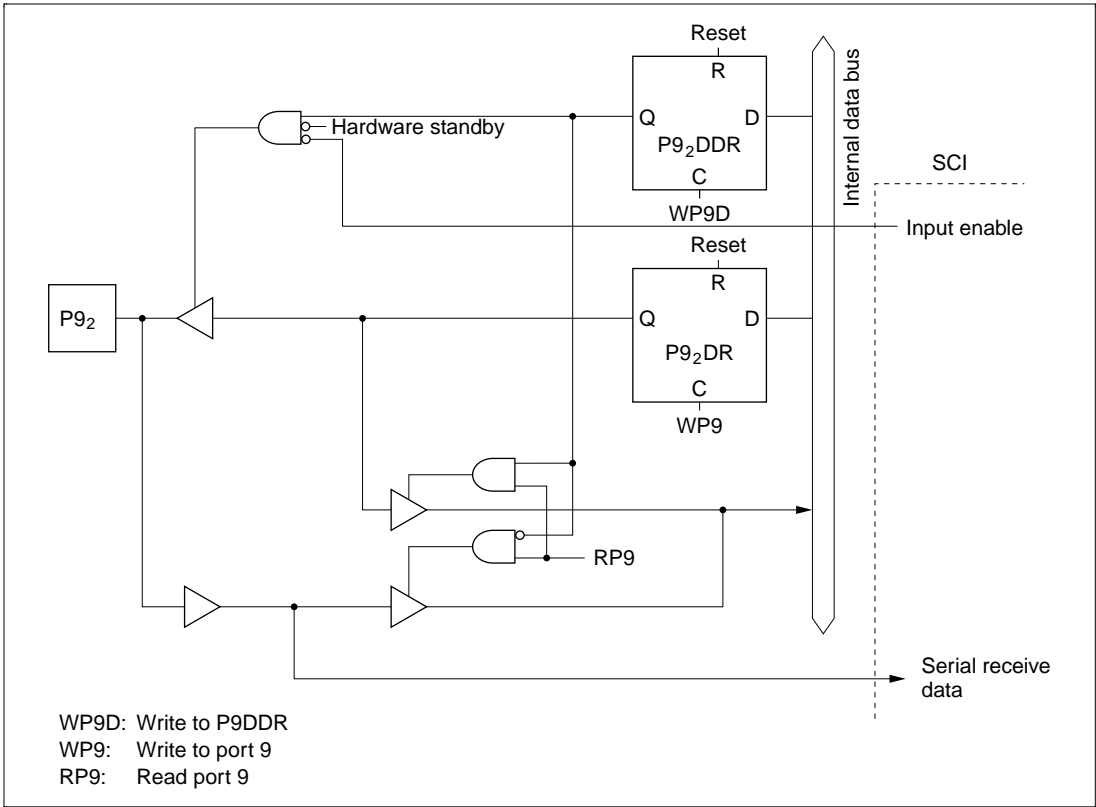 Reset
R
Q
D
P9₂DDR
C
WP9D
Hardware standby
Internal data bus
SCI
Input enable
Reset
R
Q
D
P9₂DR
C
WP9
P9₂
RP9
Serial receive
data
WP9D: Write to P9DDR
WP9: Write to port 9
RP9: Read port 9